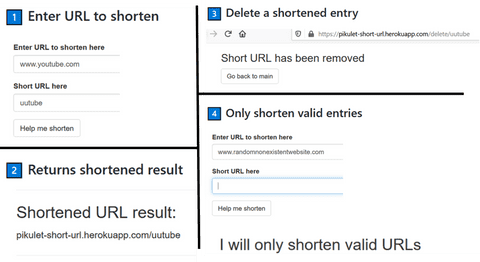 1 Enter URL to shorten
Enter URL to shorten here
www.youtube.com
Short URL here
uutube
Help me shorten
2 Returns shortened result
Shortened URL result:
pikulet-short-url.herokuapp.com/uutube
3 Delete a shortened entry
https://pikulet-short-url.herokuapp.com/delete/uutube
Short URL has been removed
Go back to main
4 Only shorten valid entries
Enter URL to shorten here
www.randomnonexistentwebsite.com
Short URL here
Help me shorten
I will only shorten valid URLs